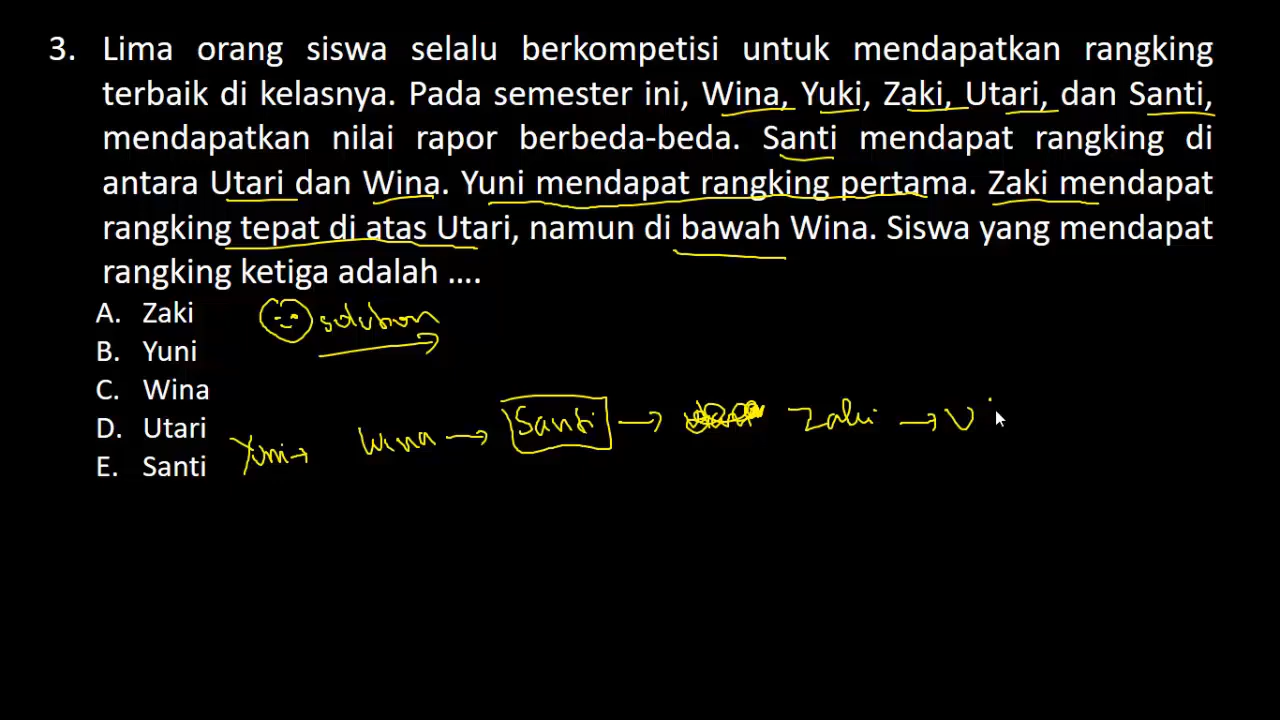 3. Lima orang siswa selalu berkompetisi untuk mendapatkan rangking
terbaik di kelasnya. Pada semester ini, Wina, Yuki, Zaki, Utari, dan Santi,
mendapatkan nilai rapor berbeda-beda. Santi mendapat rangking di
antara Utari dan Wina. Yuni mendapat rangking pertama. Zaki mendapat
rangking tepat di atas Utari, namun di bawah Wina. Siswa yang mendapat
rangking ketiga adalah ....
A. Zaki
solution
B. Yuni
C. Wina
D. Utari
E. Santi
Yuni → Wina → Santi → Zaki → U